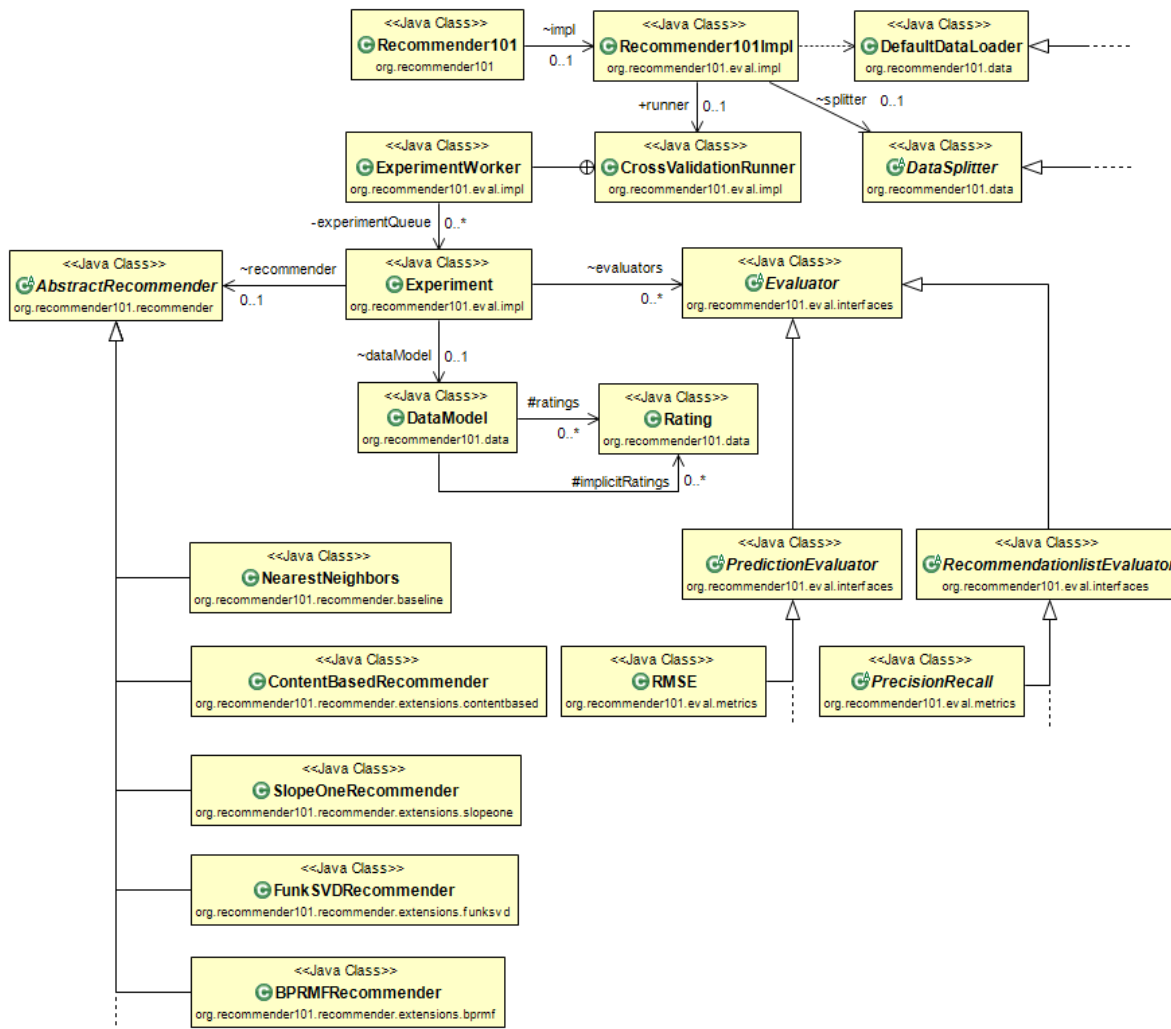 <<Java Class>>
Recommender101
org.recommender101
~impl
0..1
<<Java Class>>
Recommender101Impl
org.recommender101.eval.impl
<<Java Class>>
DefaultDataLoader
org.recommender101.data
+runner
0..1
~splitter
0..1
<<Java Class>>
ExperimentWorker
org.recommender101.eval.impl
<<Java Class>>
CrossValidationRunner
org.recommender101.eval.impl
<<Java Class>>
DataSplitter
org.recommender101.data
-experimentQueue
0..*
<<Java Class>>
AbstractRecommender
org.recommender101.recommender
~recommender
0..1
<<Java Class>>
Experiment
org.recommender101.eval.impl
~evaluators
0..*
<<Java Class>>
Evaluator
org.recommender101.eval.interfaces
~dataModel
0..1
<<Java Class>>
DataModel
org.recommender101.data
#ratings
0..*
<<Java Class>>
Rating
org.recommender101.data
#implicitRatings
0..*
<<Java Class>>
PredictionEvaluator
org.recommender101.eval.interfaces
<<Java Class>>
RecommendationlistEvaluator
org.recommender101.eval.interfaces
<<Java Class>>
NearestNeighbors
org.recommender101.recommender.baseline
<<Java Class>>
ContentBasedRecommender
org.recommender101.recommender.extensions.contentbased
<<Java Class>>
RMSE
org.recommender101.eval.metrics
<<Java Class>>
PrecisionRecall
org.recommender101.eval.metrics
<<Java Class>>
SlopeOneRecommender
org.recommender101.recommender.extensions.slopeone
<<Java Class>>
FunkSVDRecommender
org.recommender101.recommender.extensions.funksvd
<<Java Class>>
BPRMFRecommender
org.recommender101.recommender.extensions.bprmf